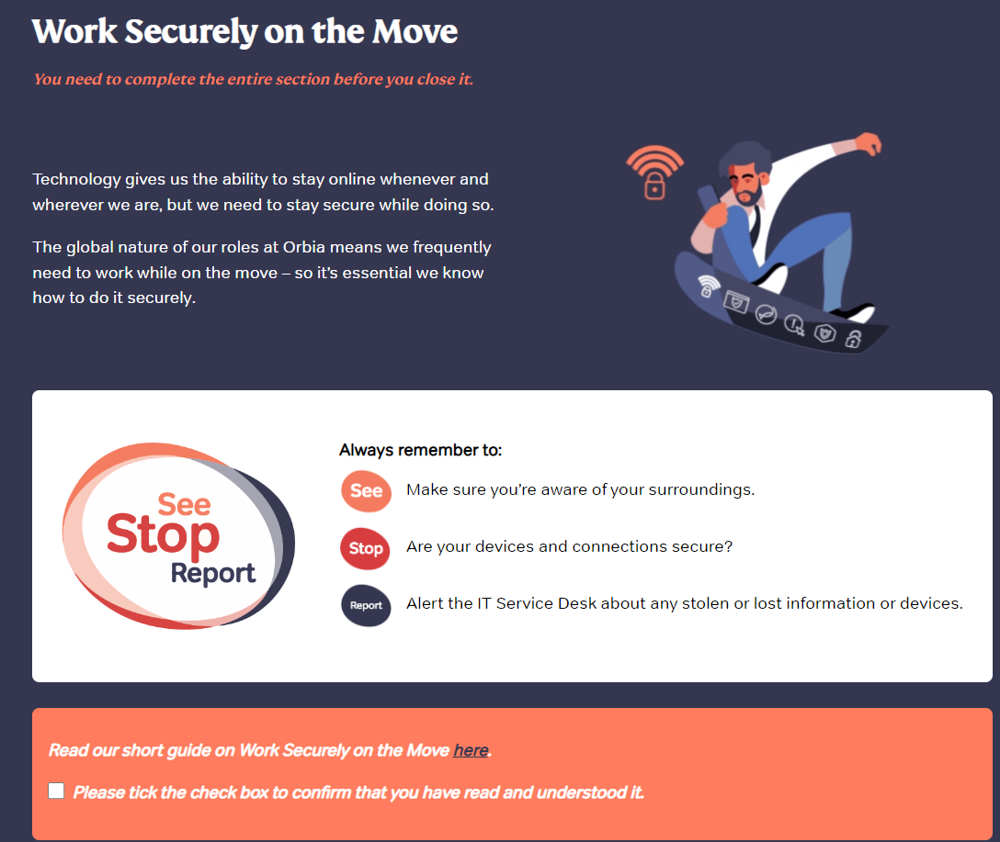 Work Securely on the Move
You need to complete the entire section before you close it.
Technology gives us the ability to stay online whenever and
wherever we are, but we need to stay secure while doing so.
The global nature of our roles at Orbia means we frequently
need to work while on the move – so it’s essential we know
how to do it securely.
See
Stop
Report
Always remember to:
See Make sure you’re aware of your surroundings.
Stop Are your devices and connections secure?
Report Alert the IT Service Desk about any stolen or lost information or devices.
Read our short guide on Work Securely on the Move here.
Please tick the check box to confirm that you have read and understood it.